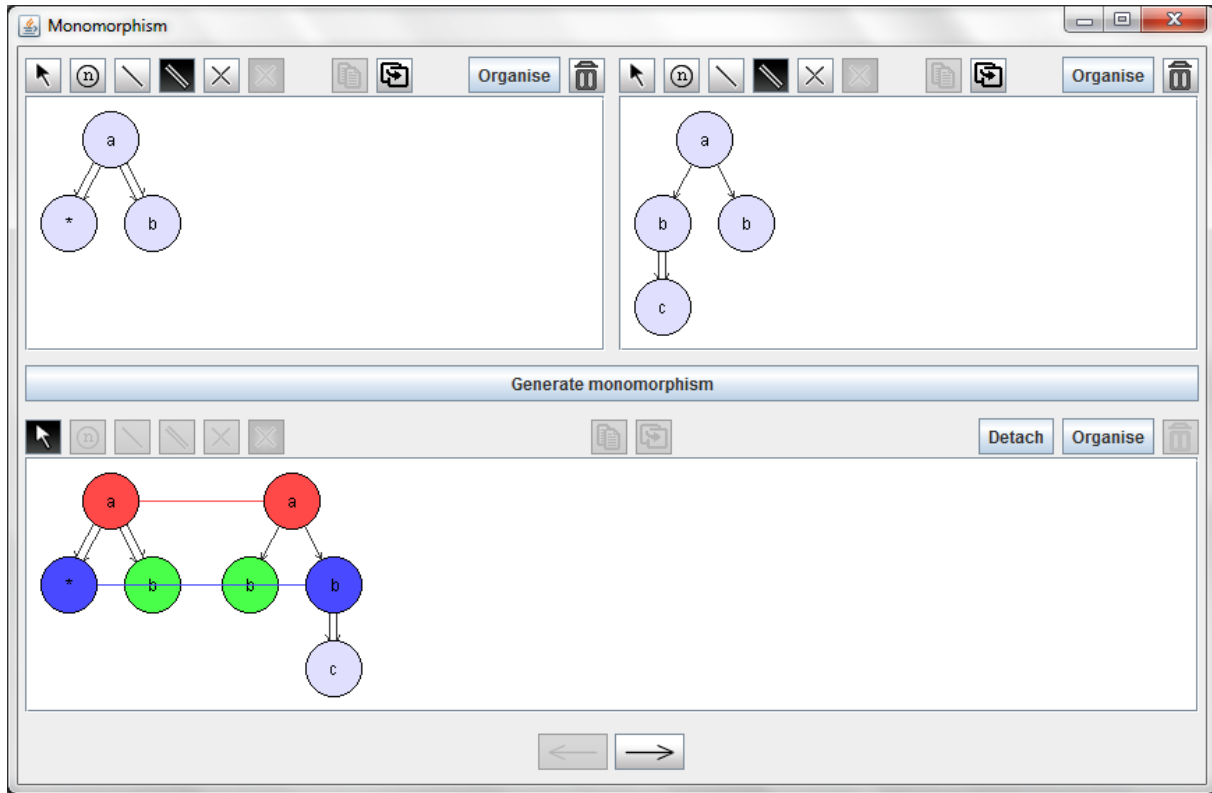 Monomorphism
n Organise n Organise
a a
* b b b
c
Generate monomorphism
n Detach Organise
a a
* b b b
c